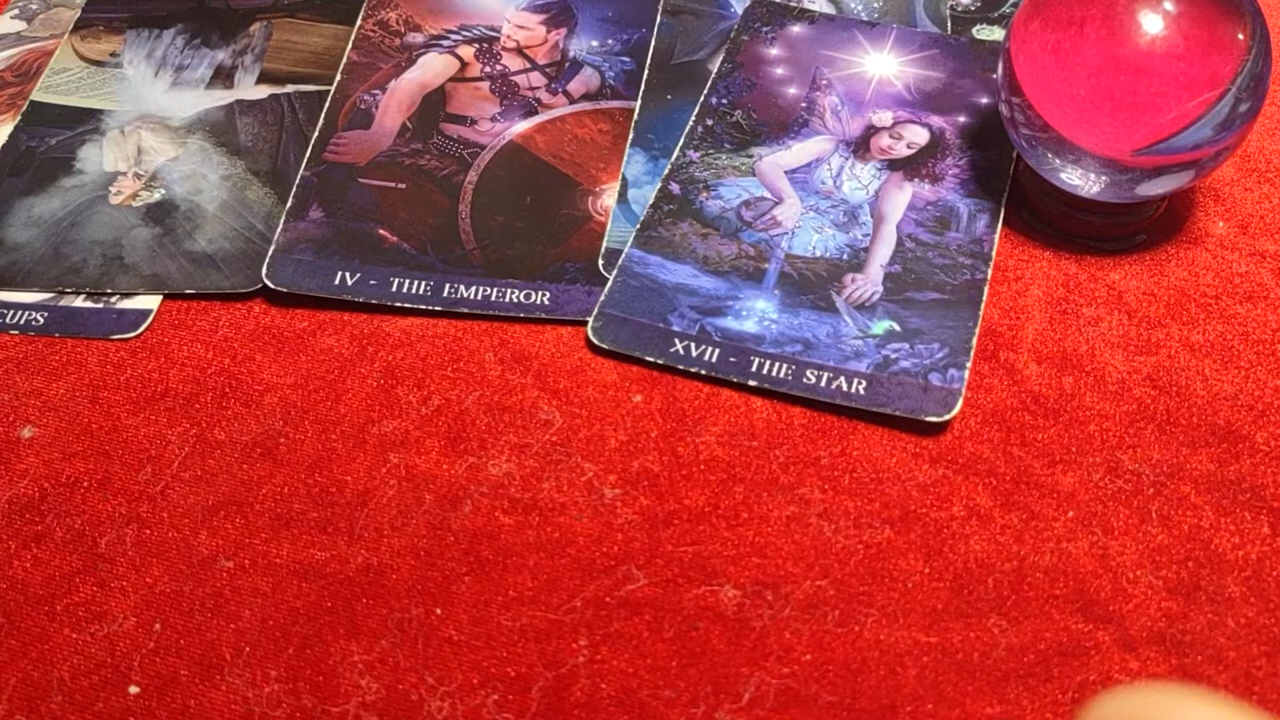 CUPS
IV - THE EMPEROR
XVII - THE STAR